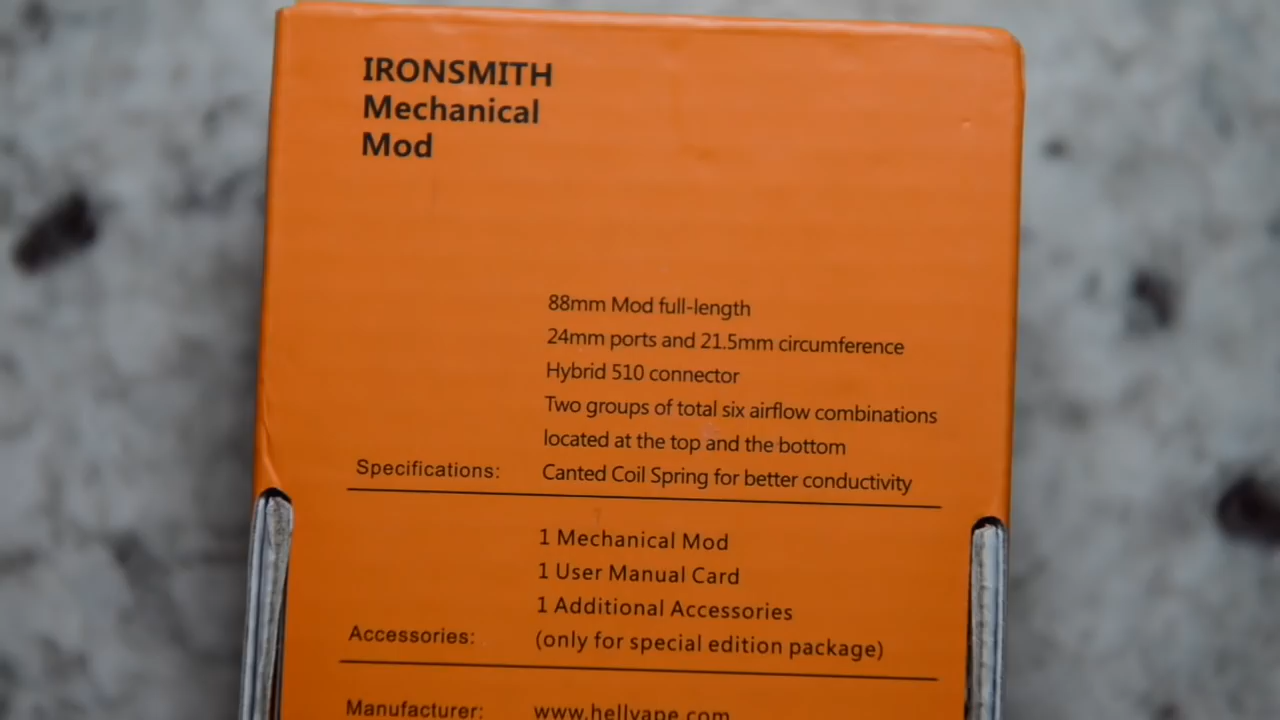 IRONSMITH
Mechanical
Mod
88mm Mod full-length
24mm ports and 21.5mm circumference
Hybrid 510 connector
Two groups of total six airflow combinations
located at the top and the bottom
Specifications: Canted Coil Spring for better conductivity
1 Mechanical Mod
1 User Manual Card
1 Additional Accessories
Accessories: (only for special edition package)
Manufacturer: www.hellvape.com